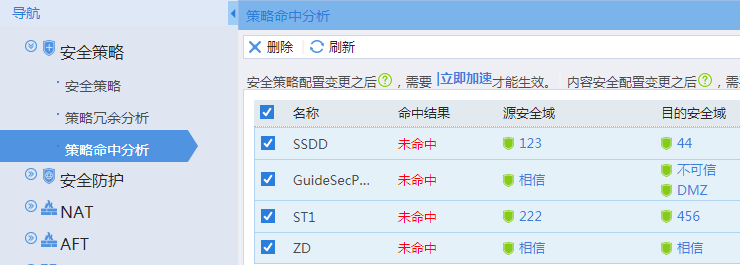 导航
安全策略
安全策略
策略冗余分析
策略命中分析
安全防护
NAT
AFT
策略命中分析
删除 刷新
安全策略配置变更之后，需要 立即加速才能生效。 内容安全配置变更之后，需
名称 命中结果 源安全域 目的安全域
SSDD 未命中 123 44
GuideSecP... 未命中 相信 不可信
DMZ
ST1 未命中 222 456
ZD 未命中 相信 相信